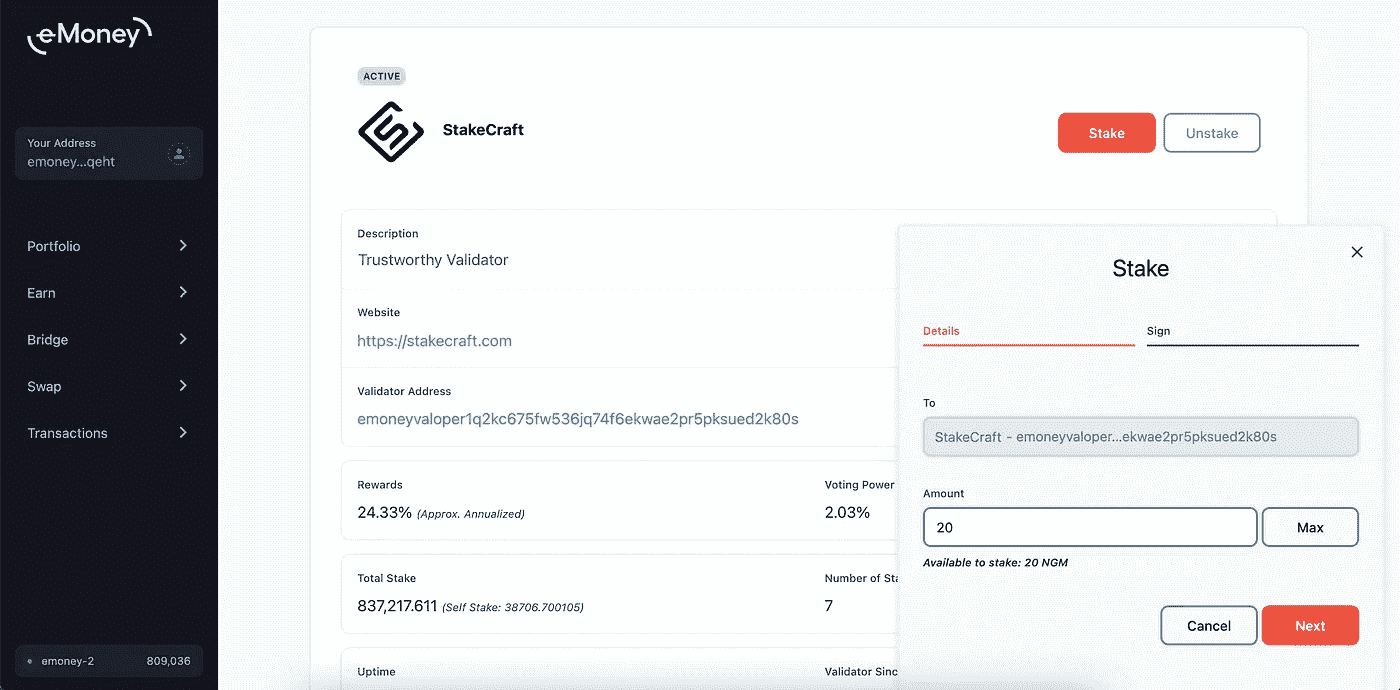 eMoney
Your Address
emoney...qeht
Portfolio
Earn
Bridge
Swap
Transactions
emoney-2 809,036
ACTIVE
StakeCraft
Stake Unstake
Description
Trustworthy Validator
Website
https://stakecraft.com
Validator Address
emoneyvaloper1q2kc675fw536jq74f6ekwae2pr5pksued2k80s
Rewards Voting Power
24.33% (Approx. Annualized) 2.03%
Total Stake Number of Sta
837,217.611 (Self Stake: 38706.700105) 7
Uptime Validator Sinc
Stake
Details Sign
To
StakeCraft - emoneyvaloper...ekwae2pr5pksued2k80s
Amount
20 Max
Available to stake: 20 NGM
Cancel Next